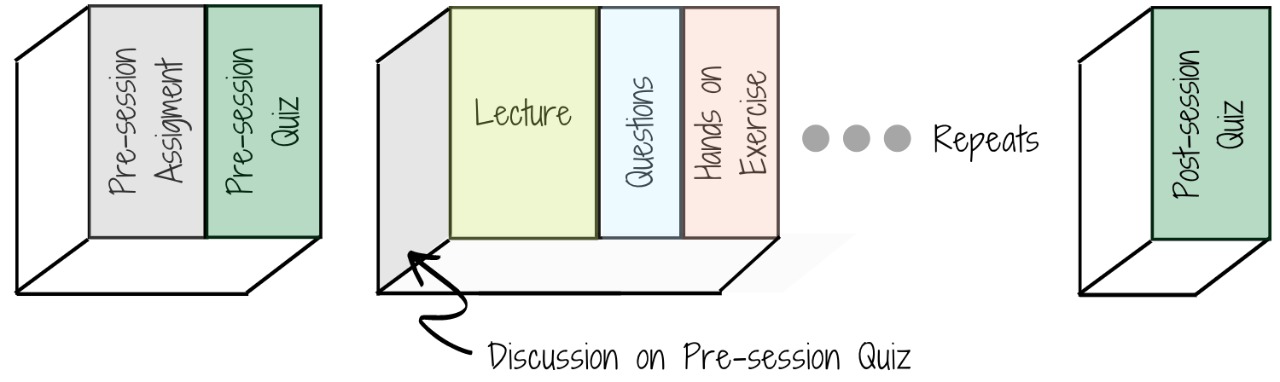 Pre-session
Assigment
Pre-session
Quiz
Lecture
Questions
Hands on
Exercise
Repeats
Post-session
Quiz
Discussion on Pre-session Quiz